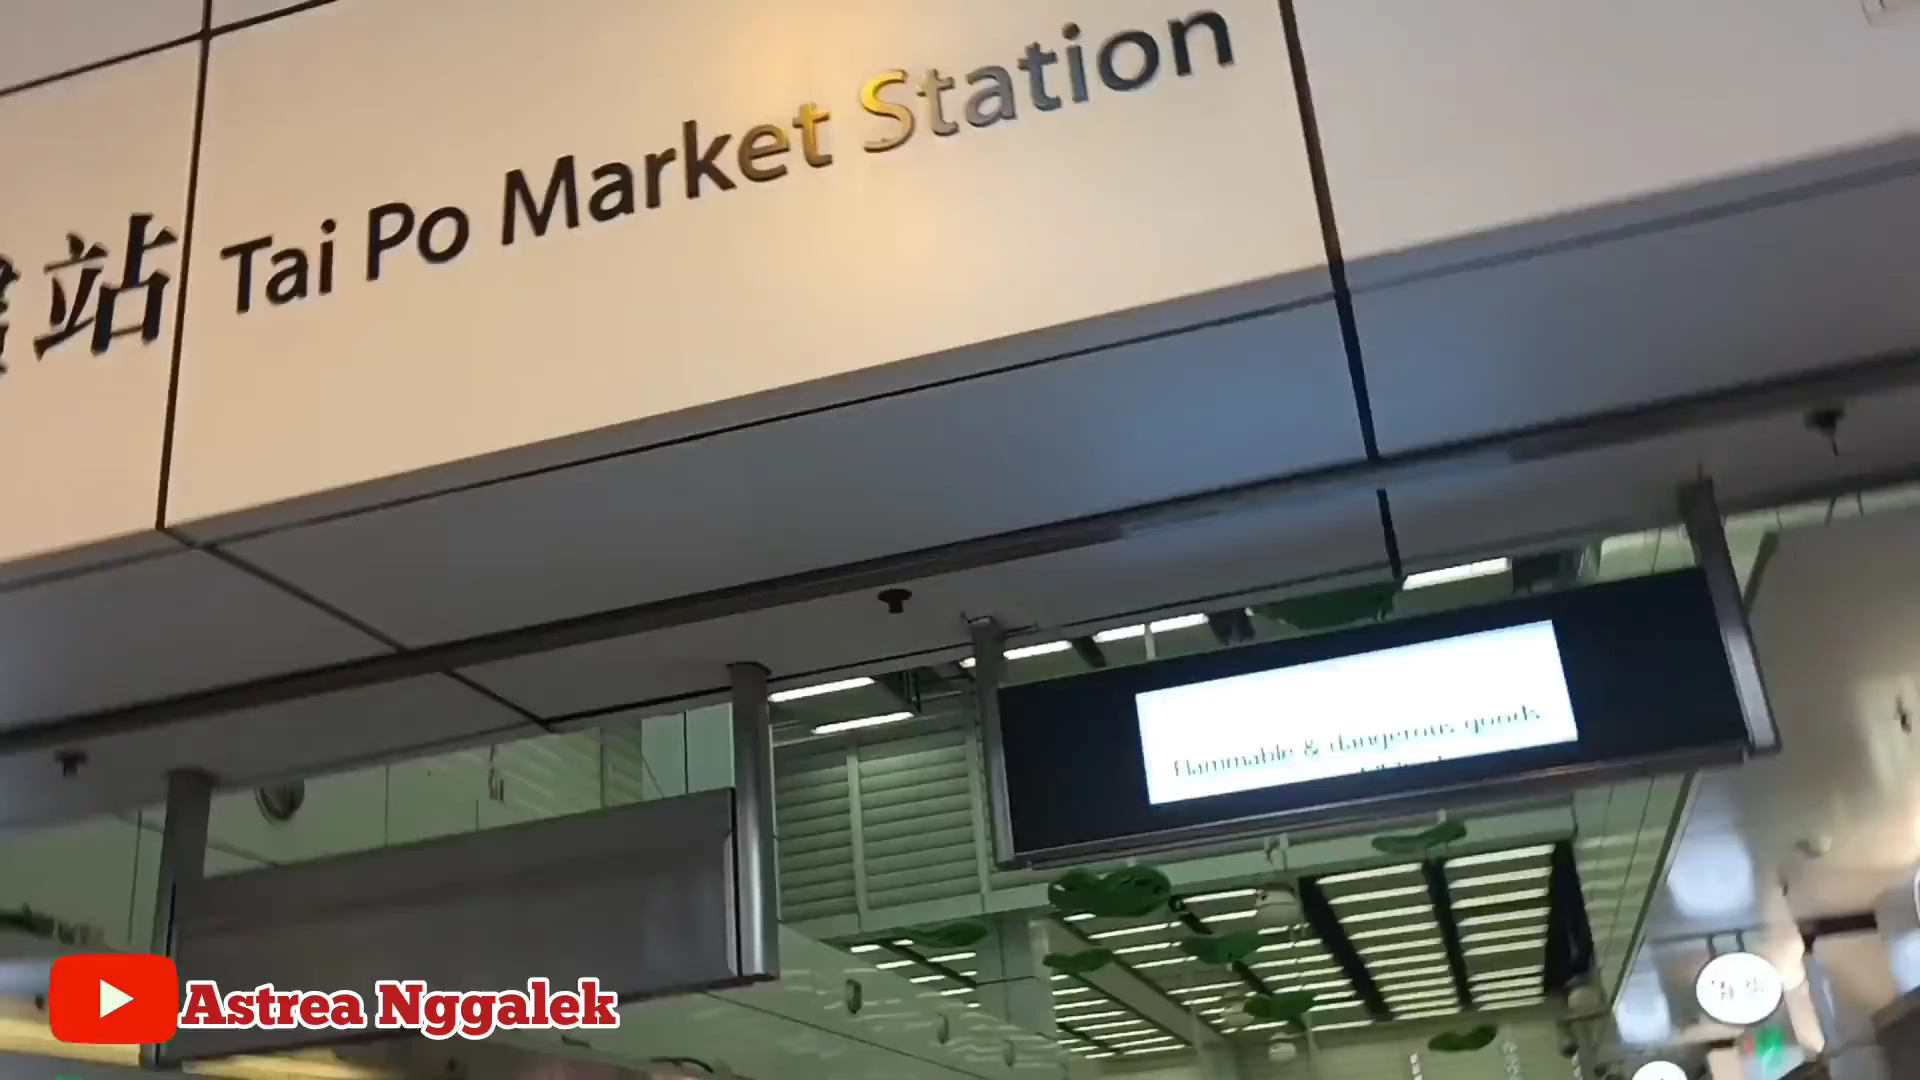 站 Tai Po Market Station
Flammable & dangerous goods
Astrea Nggalek